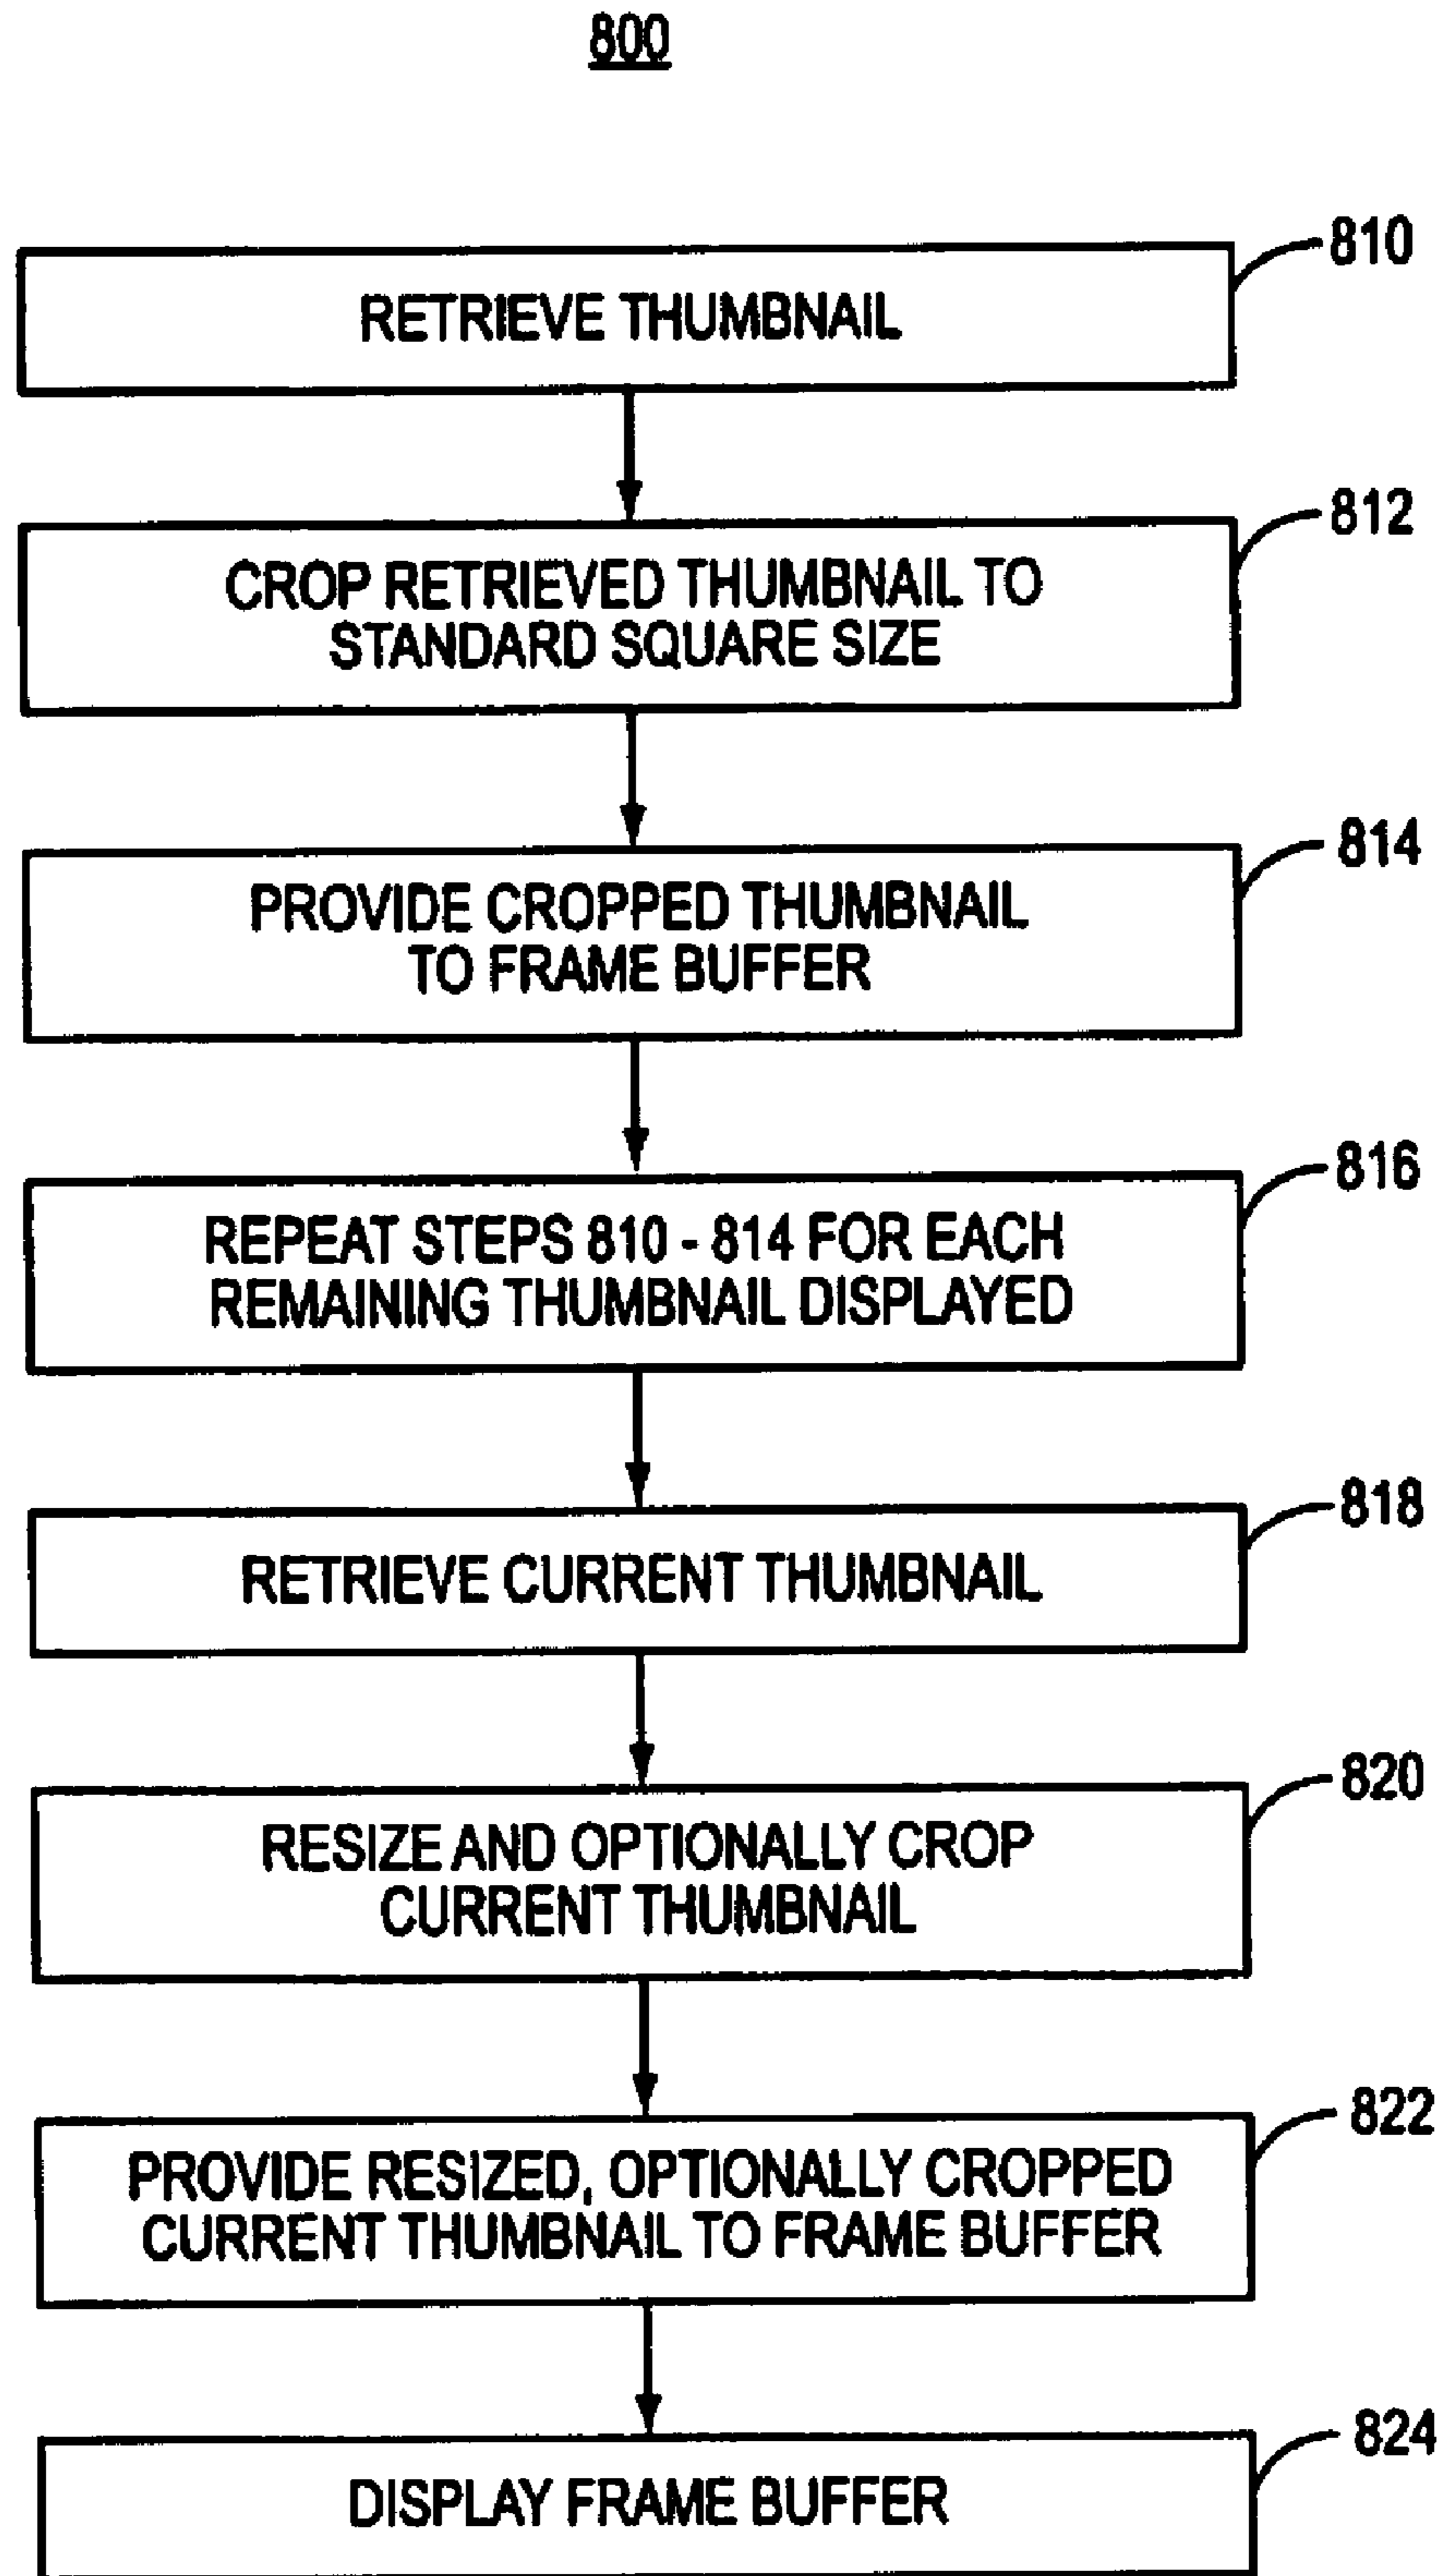 800
810
RETRIEVE THUMBNAIL
812
CROP RETRIEVED THUMBNAIL TO
STANDARD SQUARE SIZE
814
PROVIDE CROPPED THUMBNAIL
TO FRAME BUFFER
816
REPEAT STEPS 810 - 814 FOR EACH
REMAINING THUMBNAIL DISPLAYED
818
RETRIEVE CURRENT THUMBNAIL
820
RESIZE AND OPTIONALLY CROP
CURRENT THUMBNAIL
822
PROVIDE RESIZED, OPTIONALLY CROPPED
CURRENT THUMBNAIL TO FRAME BUFFER
824
DISPLAY FRAME BUFFER